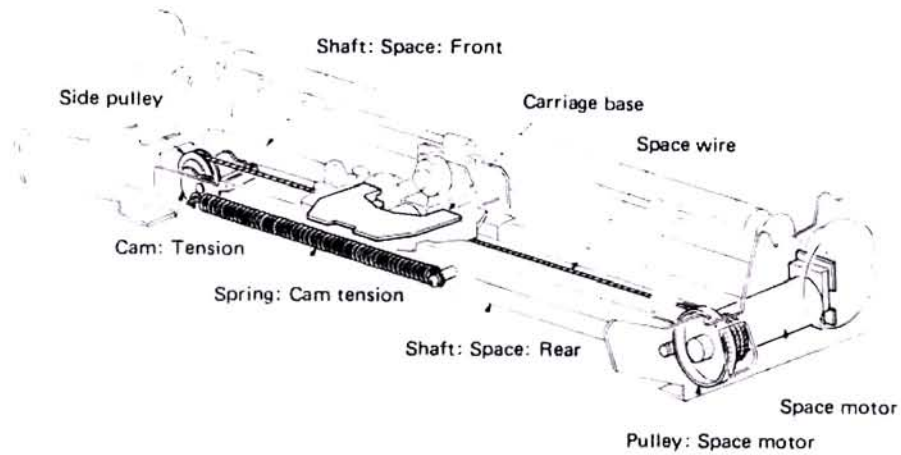 Shaft: Space: Front
Side pulley
Carriage base
Space wire
Cam: Tension
Spring: Cam tension
Shaft: Space: Rear
Space motor
Pulley: Space motor